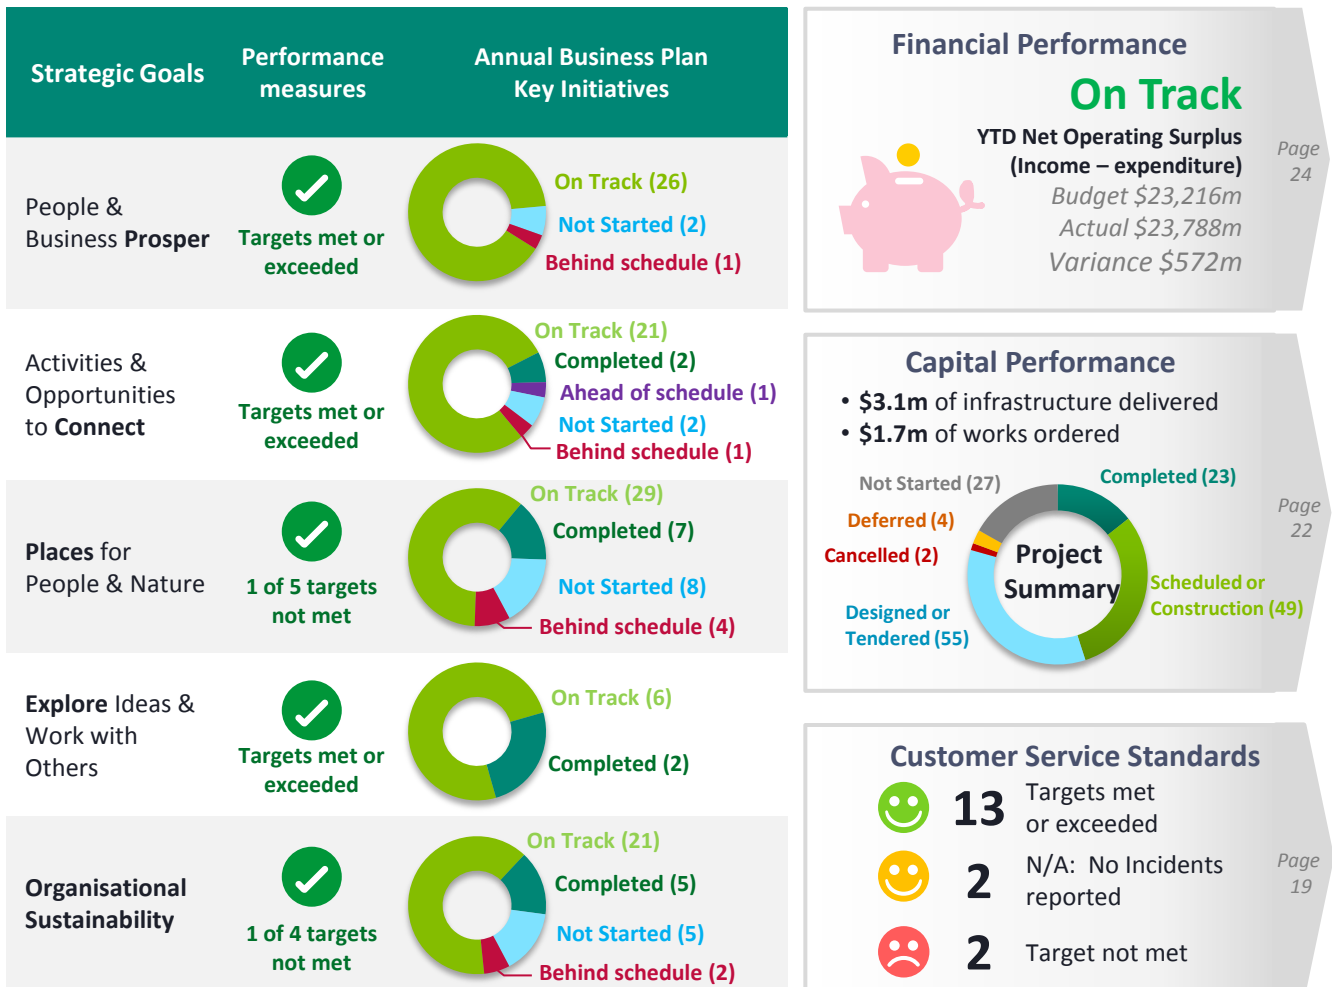 Strategic Goals
Performance
measures
Annual Business Plan
Key Initiatives
People &
Business Prosper
Targets met or
exceeded
On Track (26)
Not Started (2)
Behind schedule (1)
Activities &
Opportunities
to Connect
Targets met or
exceeded
On Track (21)
Completed (2)
Ahead of schedule (1)
Not Started (2)
Behind schedule (1)
Places for
People & Nature
1 of 5 targets
not met
On Track (29)
Completed (7)
Not Started (8)
Behind schedule (4)
Explore Ideas &
Work with
Others
Targets met or
exceeded
On Track (6)
Completed (2)
Organisational
Sustainability
1 of 4 targets
not met
On Track (21)
Completed (5)
Not Started (5)
Behind schedule (2)
Financial Performance
On Track
YTD Net Operating Surplus
(Income – expenditure)
Budget $23,216m
Actual $23,788m
Variance $572m
Page
24
Capital Performance
• $3.1m of infrastructure delivered
• $1.7m of works ordered
Not Started (27)
Completed (23)
Deferred (4)
Cancelled (2)
Project
Summary
Designed or
Tendered (55)
Scheduled or
Construction (49)
Page
22
Customer Service Standards
13 Targets met
or exceeded
2 N/A: No Incidents
reported
2 Target not met
Page
19